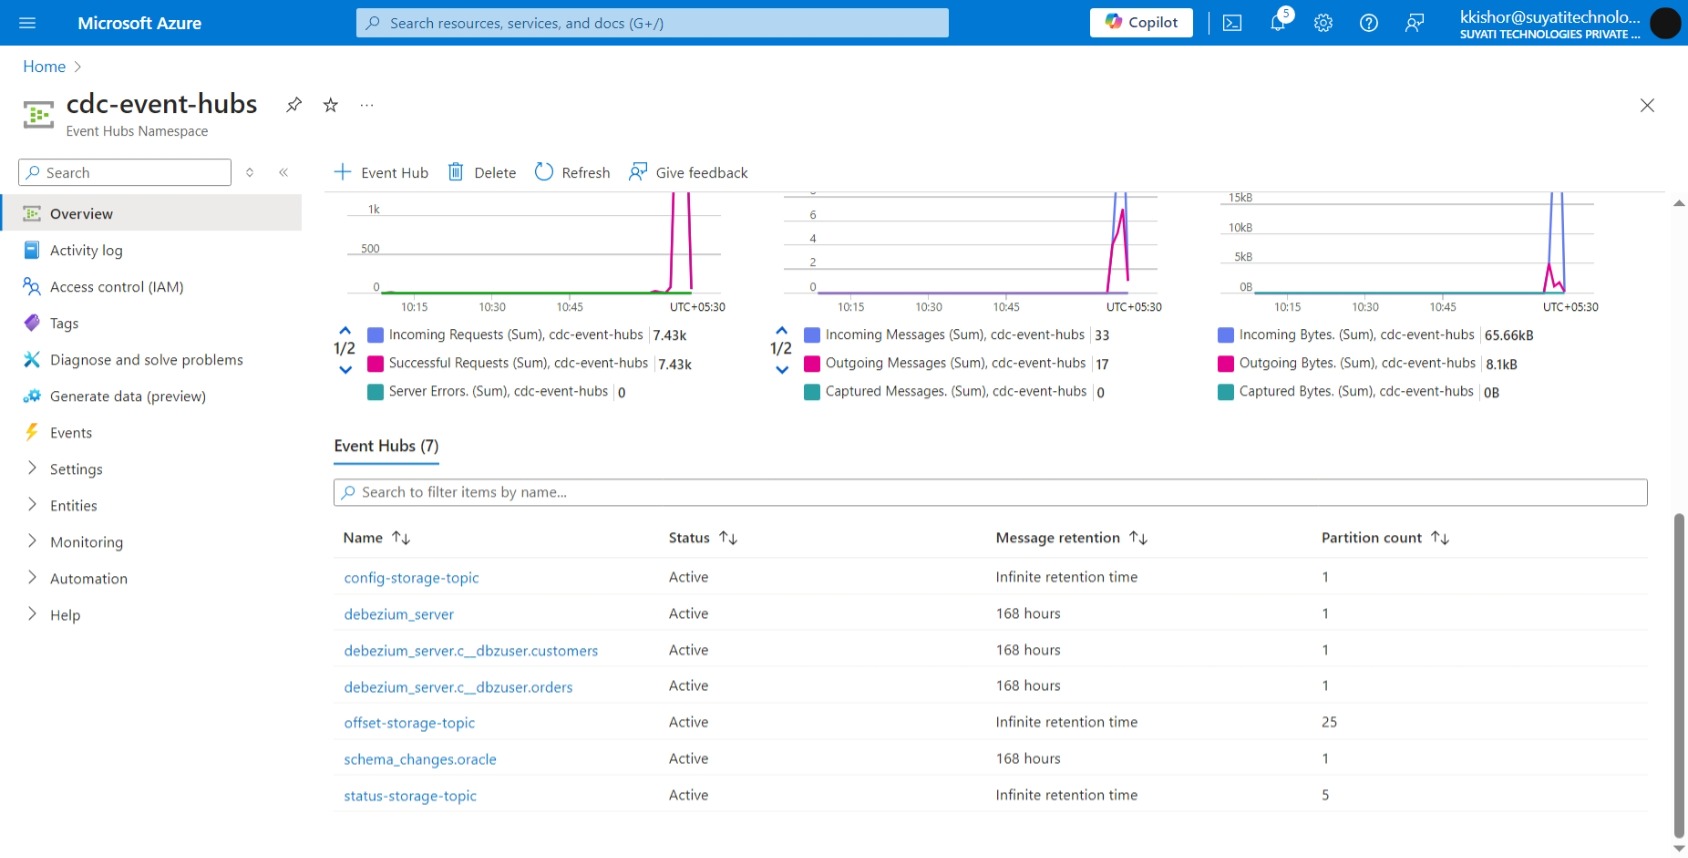 Microsoft Azure
Search resources, services, and docs (G+/)
Copilot
5
kkishor@suyatitechnolo...
SUYATI TECHNOLOGIES PRIVATE ...
Home
cdc-event-hubs
Event Hubs Namespace
Search
Overview
Activity log
Access control (IAM)
Tags
Diagnose and solve problems
Generate data (preview)
Events
Settings
Entities
Monitoring
Automation
Help
Event Hub
Delete
Refresh
Give feedback
1k
500
0
10:15
10:30
10:45
UTC+05:30
1/2
Incoming Requests (Sum), cdc-event-hubs 7.43k
Successful Requests (Sum), cdc-event-hubs 7.43k
Server Errors. (Sum), cdc-event-hubs 0
6
4
2
0
10:15
10:30
10:45
UTC+05:30
1/2
Incoming Messages (Sum), cdc-event-hubs 33
Outgoing Messages (Sum), cdc-event-hubs 17
Captured Messages. (Sum), cdc-event-hubs 0
15kB
10kB
5kB
0B
10:15
10:30
10:45
UTC+05:30
Incoming Bytes. (Sum), cdc-event-hubs 65.66kB
Outgoing Bytes. (Sum), cdc-event-hubs 8.1kB
Captured Bytes. (Sum), cdc-event-hubs 0B
Event Hubs (7)
Search to filter items by name...
Name Status Message retention Partition count
config-storage-topic Active Infinite retention time 1
debezium_server Active 168 hours 1
debezium_server.c__dbzuser.customers Active 168 hours 1
debezium_server.c__dbzuser.orders Active 168 hours 1
offset-storage-topic Active Infinite retention time 25
schema_changes.oracle Active 168 hours 1
status-storage-topic Active Infinite retention time 5